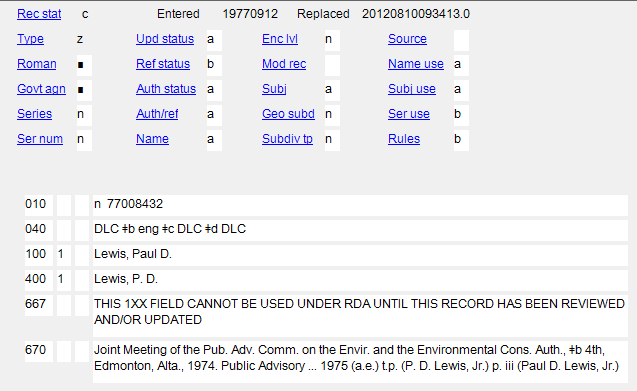 Rec stat c Entered 19770912 Replaced 20120810093413.0
Type z Upd status a Enc lvl n Source
Roman ∎ Ref status b Mod rec Name use a
Govt agn ∎ Auth status a Subj a Subj use a
Series n Auth/ref a Geo subd n Ser use b
Ser num n Name a Subdiv tp n Rules b
010 n 77008432
040 DLC ǂb eng ǂc DLC ǂd DLC
100 1 Lewis, Paul D.
400 1 Lewis, P. D.
667 THIS 1XX FIELD CANNOT BE USED UNDER RDA UNTIL THIS RECORD HAS BEEN REVIEWED
AND/OR UPDATED
670 Joint Meeting of the Pub. Adv. Comm. on the Envir. and the Environmental Cons. Auth., ǂb 4th,
Edmonton, Alta., 1974. Public Advisory ... 1975 (a.e.) t.p. (P. D. Lewis, Jr.) p. iii (Paul D. Lewis, Jr.)